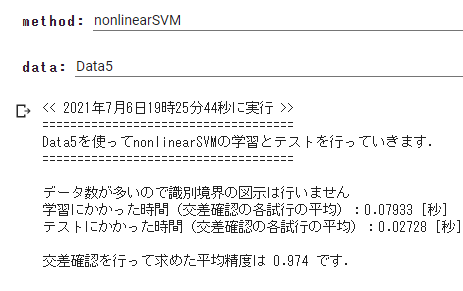 method: nonlinearSVM
data: Data5
<< 2021年7月6日19時25分44秒に実行 >>
====================================
Data5を使ってnonlinearSVMの学習とテストを行っていきます.
====================================
データ数が多いので識別境界の図示は行いません
学習にかかった時間（交差確認の各試行の平均）：0.07933 [秒]
テストにかかった時間（交差確認の各試行の平均）：0.02728 [秒]
交差確認を行って求めた平均精度は 0.974 です.